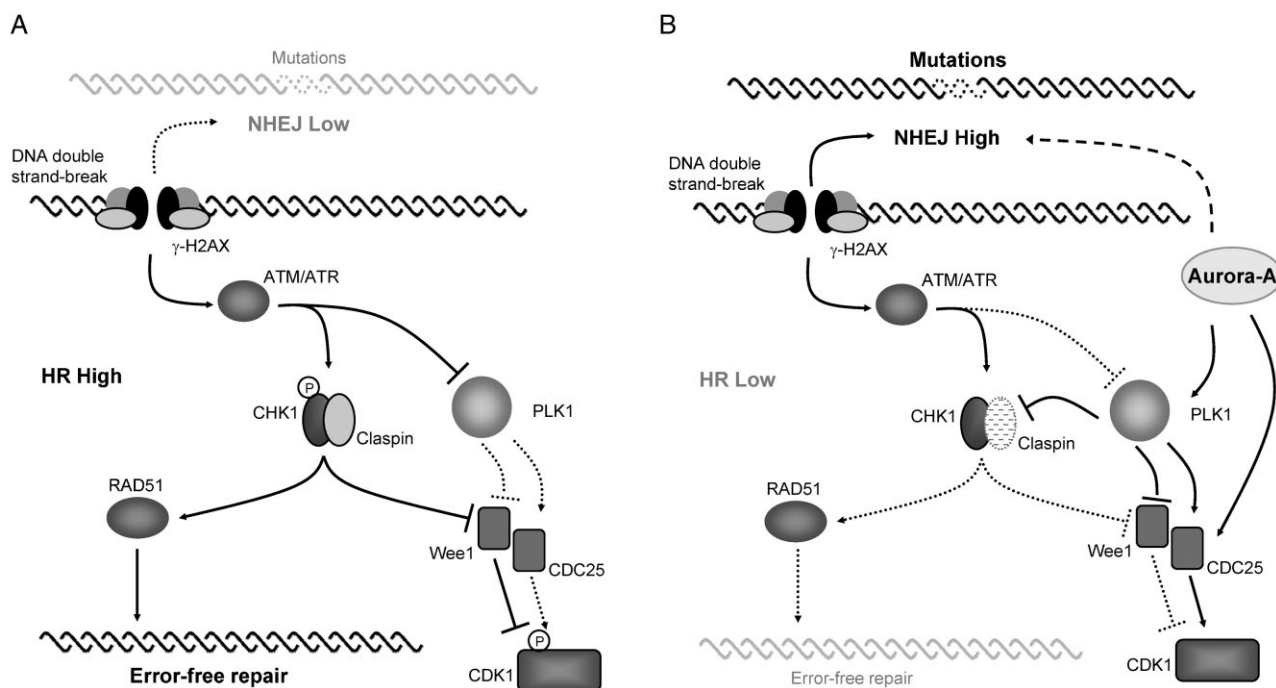 A
Mutations
NHEJ Low
DNA double
strand-break
γ-H2AX
ATM/ATR
HR High
P
CHK1
Claspin
PLK1
RAD51
Wee1
CDC25
P
Error-free repair
CDK1
B
Mutations
NHEJ High
DNA double
strand-break
γ-H2AX
Aurora-A
ATM/ATR
HR Low
CHK1
Claspin
PLK1
RAD51
Wee1
CDC25
Error-free repair
CDK1